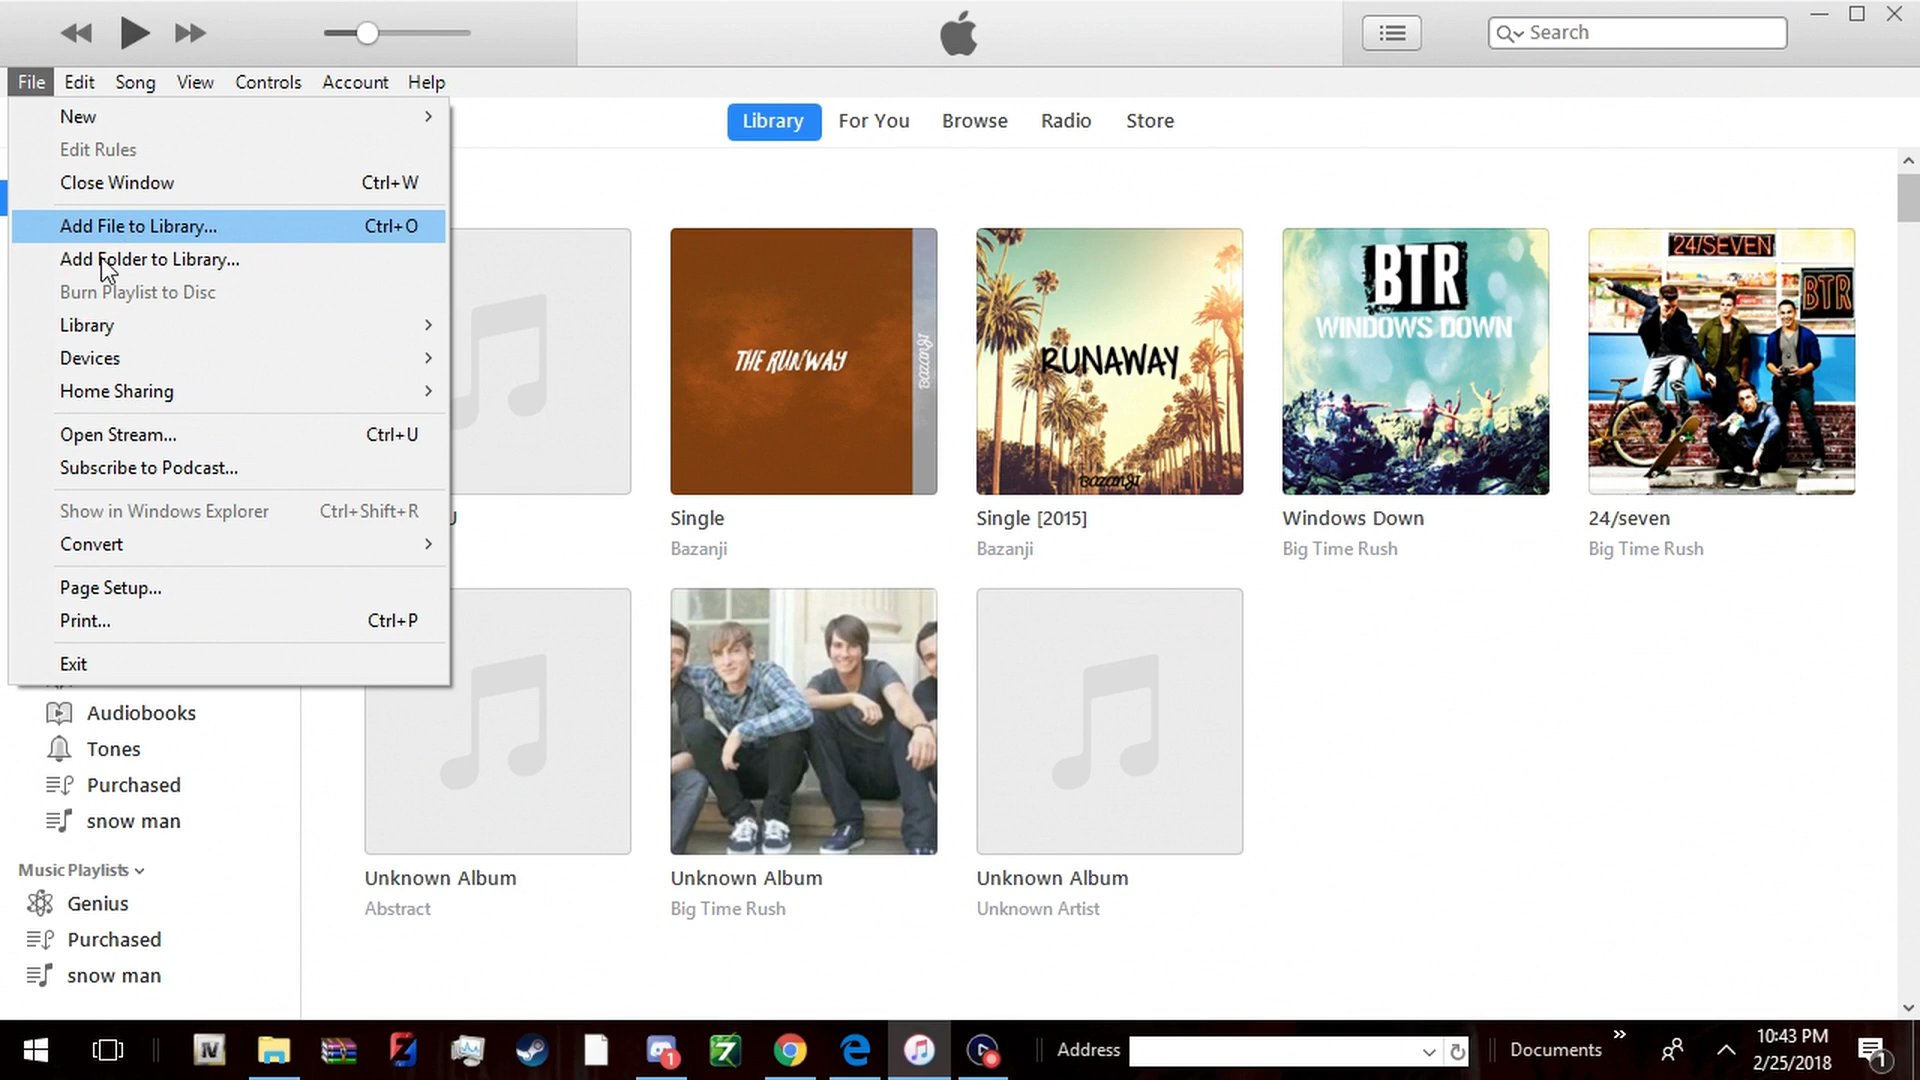 Search
File Edit Song View Controls Account Help
Library For You Browse Radio Store
New
Edit Rules
Close Window Ctrl+W
Add File to Library... Ctrl+O
Add Folder to Library...
Burn Playlist to Disc
Library
Devices
Home Sharing
Open Stream... Ctrl+U
Subscribe to Podcast...
Show in Windows Explorer Ctrl+Shift+R
Convert
Page Setup...
Print... Ctrl+P
Exit
Audiobooks
Tones
Purchased
snow man
Music Playlists
Genius
Purchased
snow man
THE RUNWAY
BAZANJI
RUNAWAY
BAZANJI
BTR
WINDOWS DOWN
24/SEVEN
BTR
Single
Bazanji
Single [2015]
Bazanji
Windows Down
Big Time Rush
24/seven
Big Time Rush
Unknown Album
Abstract
Unknown Album
Big Time Rush
Unknown Album
Unknown Artist
1
Address
Documents
10:43 PM
2/25/2018
1